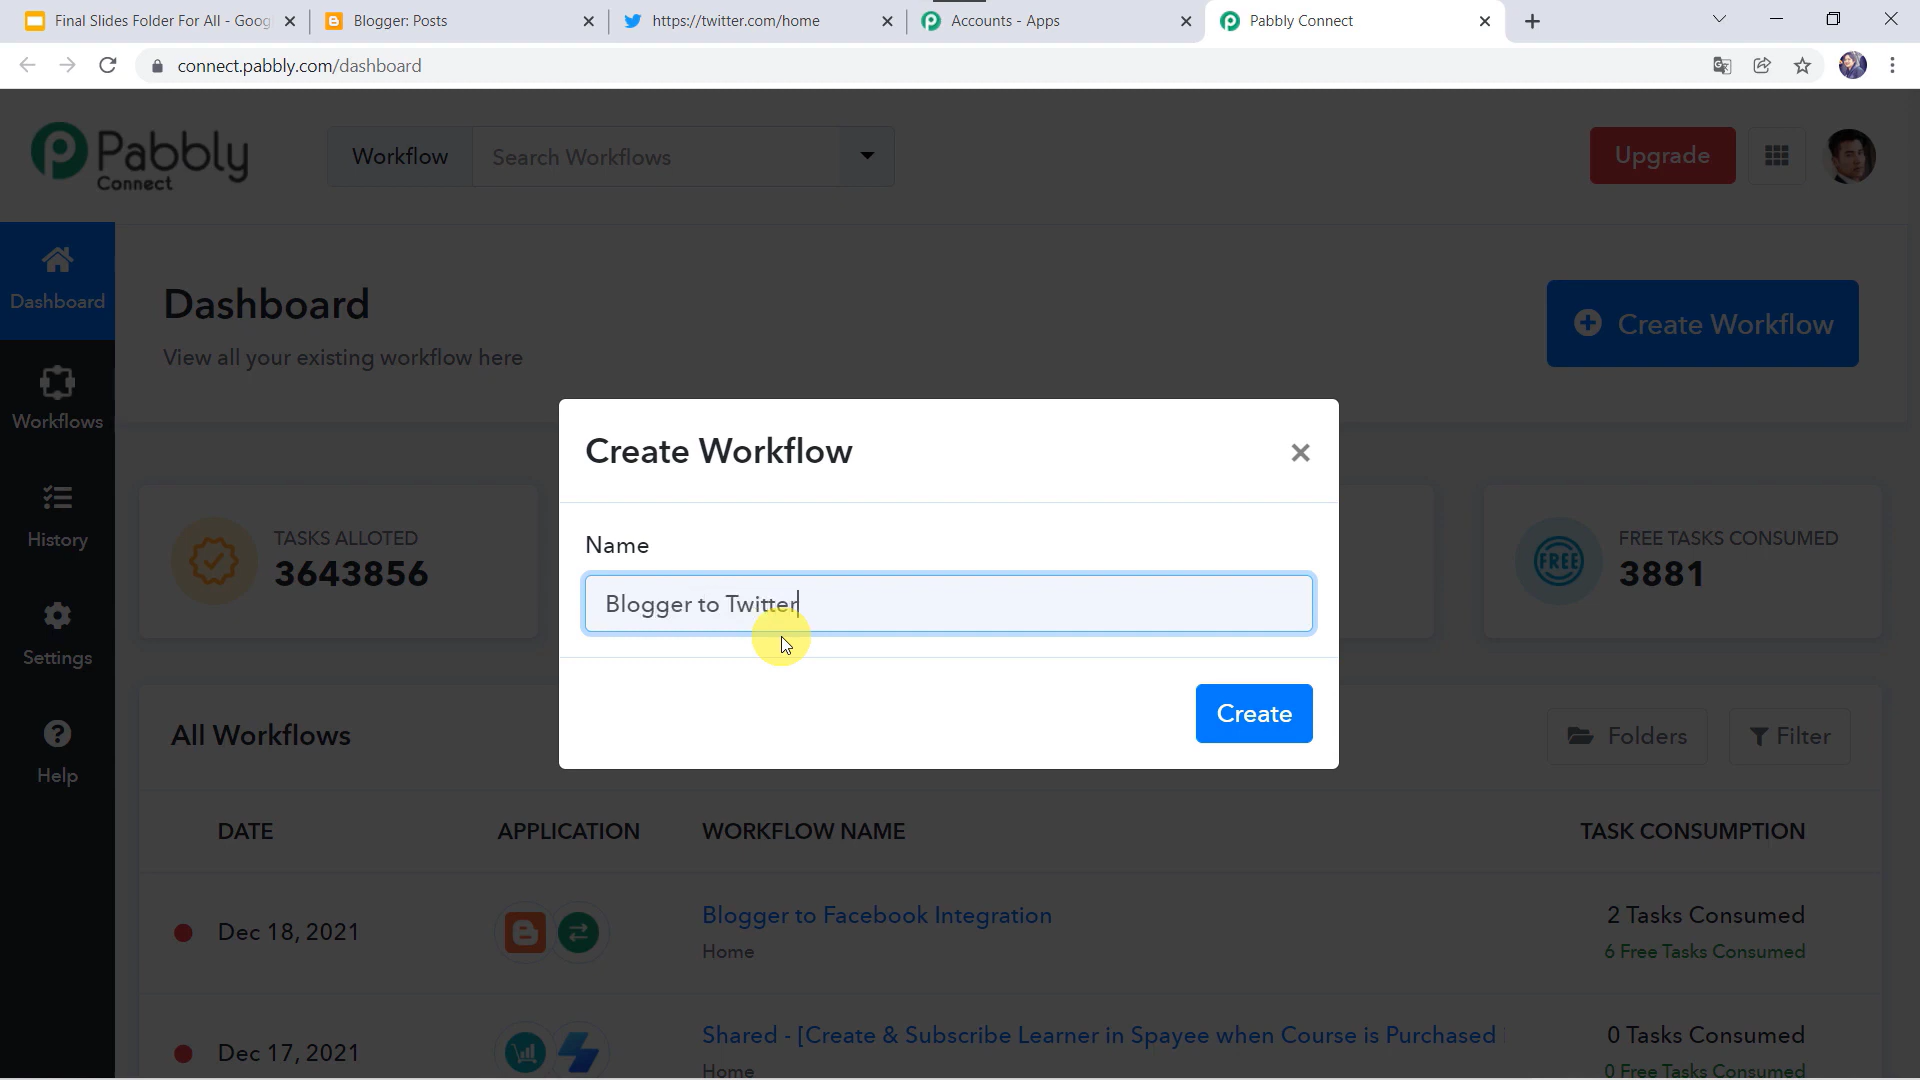 Final Slides Folder For All - Goog
Blogger: Posts
https://twitter.com/home
Accounts - Apps
Pabbly Connect
connect.pabbly.com/dashboard
Pabbly
Connect
Workflow
Search Workflows
Upgrade
Dashboard
Workflows
History
Settings
Help
Dashboard
View all your existing workflow here
Create Workflow
TASKS ALLOTED
3643856
FREE TASKS CONSUMED
FREE
3881
Create Workflow
×
Name
Blogger to Twitter
Create
All Workflows
Folders
Filter
DATE
APPLICATION
WORKFLOW NAME
TASK CONSUMPTION
Dec 18, 2021
Blogger to Facebook Integration
Home
2 Tasks Consumed
6 Free Tasks Consumed
Dec 17, 2021
Shared - [Create & Subscribe Learner in Spayee when Course is Purchased
Home
0 Tasks Consumed
0 Free Tasks Consumed